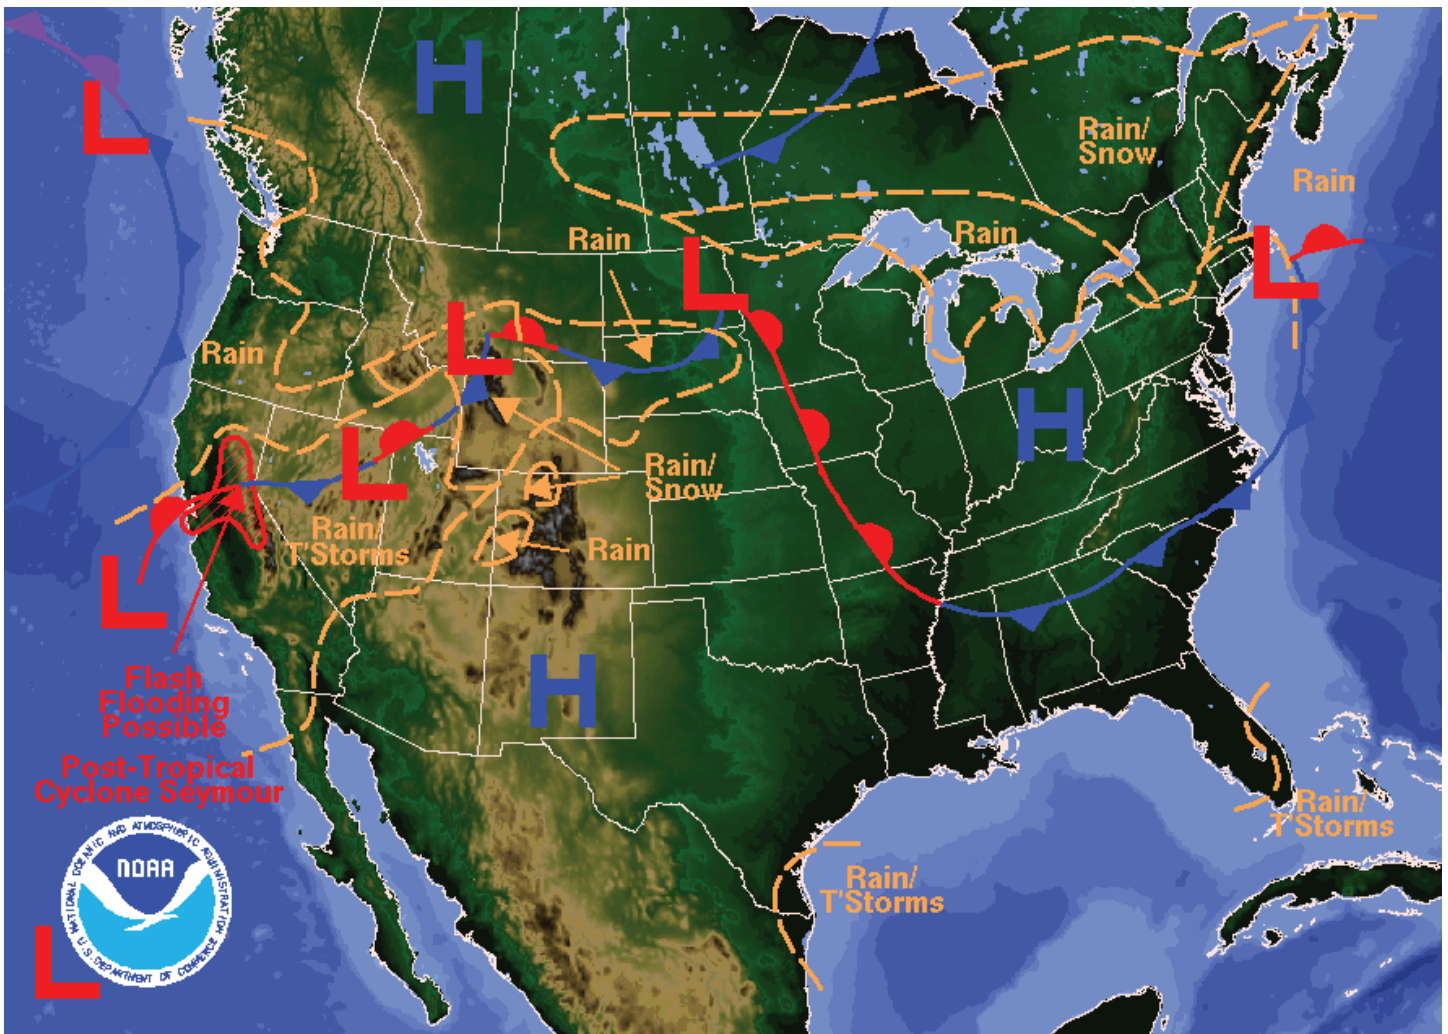 L
H
Rain/
Snow
Rain
Rain
L
Rain
L
L
Rain
L
H
L
Rain/
Snow
Rain/
T'Storms
Rain
L
H
Flash
Flooding
Possible
Post-Tropical
Cyclone Seymour
Rain/
T'Storms
Rain/
T'Storms
NATIONAL OCEANIC AND ATMOSPHERIC ADMINISTRATION
NOAA
U.S. DEPARTMENT OF COMMERCE
L